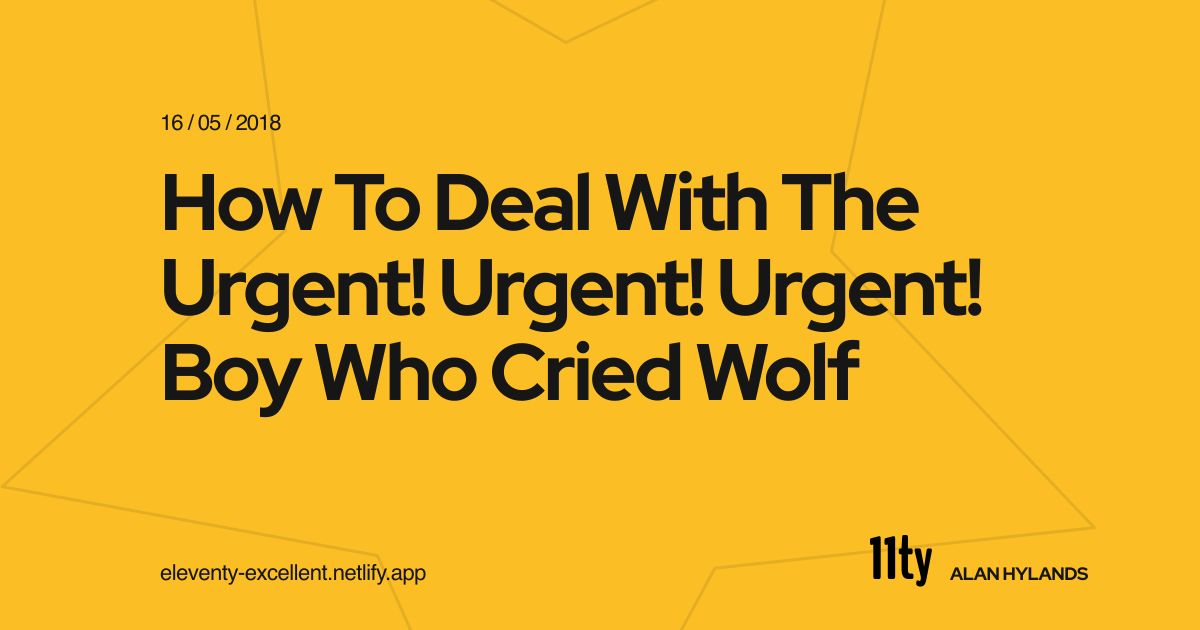 16 / 05 / 2018
How To Deal With The
Urgent! Urgent! Urgent!
Boy Who Cried Wolf
eleventy-excellent.netlify.app
11ty
ALAN HYLANDS